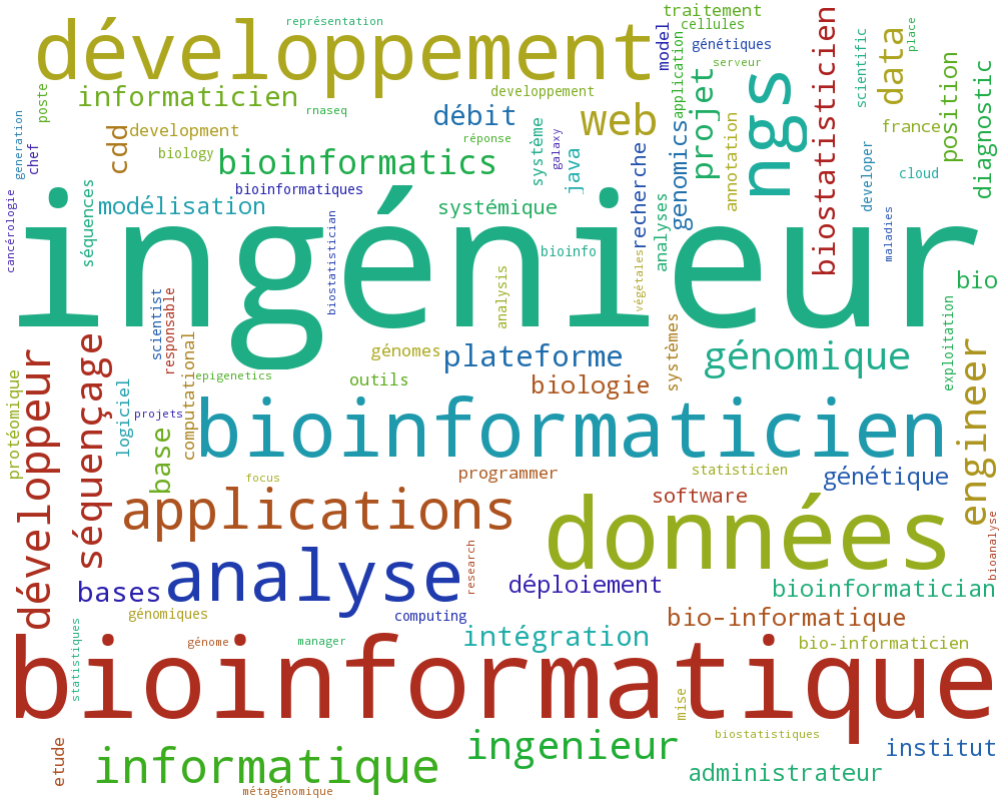 développement
représentation
traitement
cellules
génétiques
serveur
model
application
place
scientific
data
biostatisticien
position
diagnostic
poste
informaticien
rnaseq
developpement
débit
web
projet
ngs
generation
chef
cdd
development
biology
réponse
système
galaxy
java
recherche
genomics
annotation
france
cloud
developer
bioinformatics
bioinformatiques
cancérologie
séquences
modélisation
systémique
biostatistician
bioinfo
végétales
analyses
maladies
ingénieur
bio
analysis
scientist
responsable
computational
génomes
plateforme
systèmes
génomique
exploitation
epigenetics
outils
biologie
protéomique
développeur
séquençage
logiciel
projets
base
bioinformaticien
engineer
focus
programmer
statisticien
génétique
applications
software
données
bioanalyse
bases
analyse
research
déploiement
bioinformatician
génomiques
computing
bio-informatique
statistiques
génome
manager
intégration
bio-informaticien
bioinformatique
mise
etude
informatique
ingenieur
biostatistiques
institut
administrateur
métagénomique